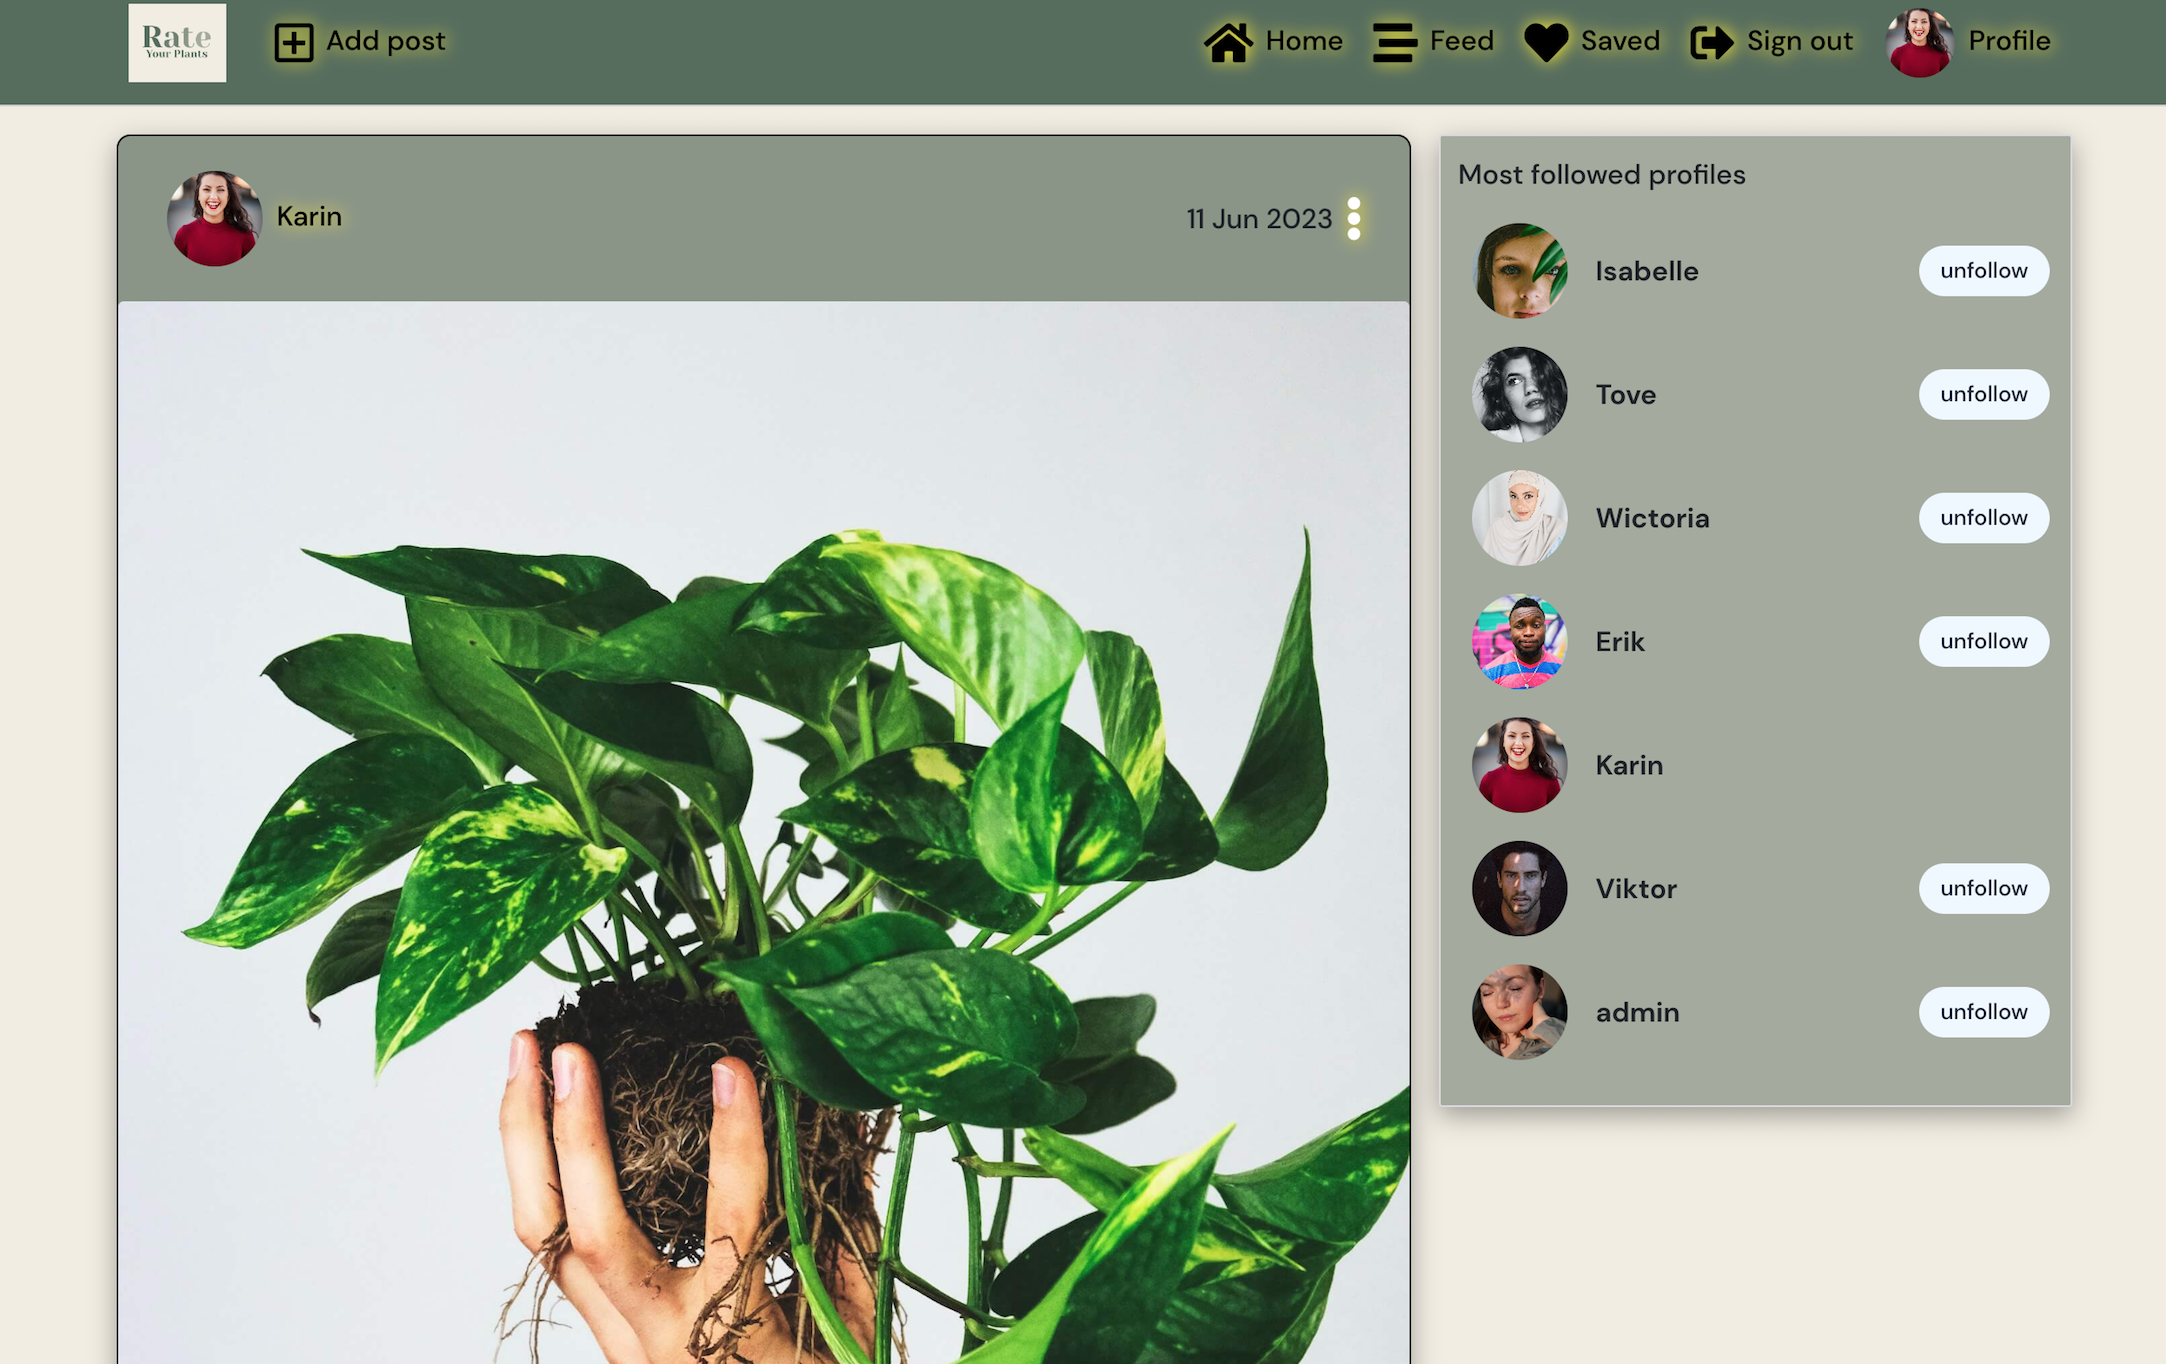 Rate
Your Plants
Add post
Home
Feed
Saved
Sign out
Profile
Karin
11 Jun 2023
Most followed profiles
Isabelle
unfollow
Tove
unfollow
Wictoria
unfollow
Erik
unfollow
Karin
Viktor
unfollow
admin
unfollow